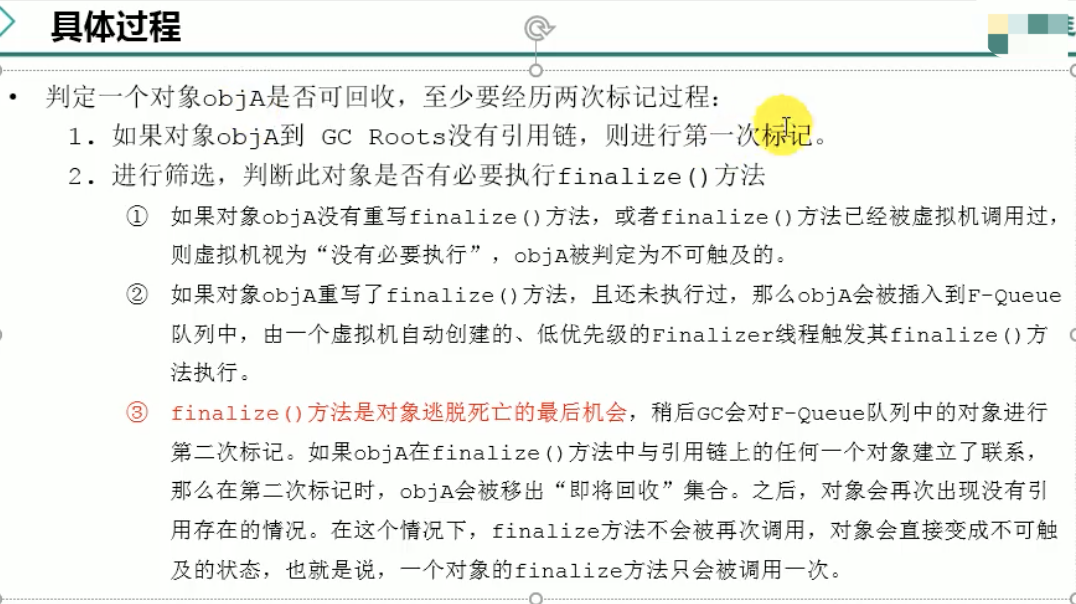 具体过程
• 判定一个对象objA是否可回收，至少要经历两次标记过程：
1. 如果对象objA到 GC Roots没有引用链，则进行第一次标记。
2. 进行筛选，判断此对象是否有必要执行finalize()方法
① 如果对象objA没有重写finalize()方法，或者finalize()方法已经被虚拟机调用过，
则虚拟机视为“没有必要执行”，objA被判定为不可触及的。
② 如果对象objA重写了finalize()方法，且还未执行过，那么objA会被插入到F-Queue
队列中，由一个虚拟机自动创建的、低优先级的Finalizer线程触发其finalize()方
法执行。
③ finalize()方法是对象逃脱死亡的最后机会，稍后GC会对F-Queue队列中的对象进行
第二次标记。如果objA在finalize()方法中与引用链上的任何一个对象建立了联系，
那么在第二次标记时，objA会被移出“即将回收”集合。之后，对象会再次出现没有引
用存在的情况。在这个情况下，finalize方法不会被再次调用，对象会直接变成不可触
及的状态，也就是说，一个对象的finalize方法只会被调用一次。